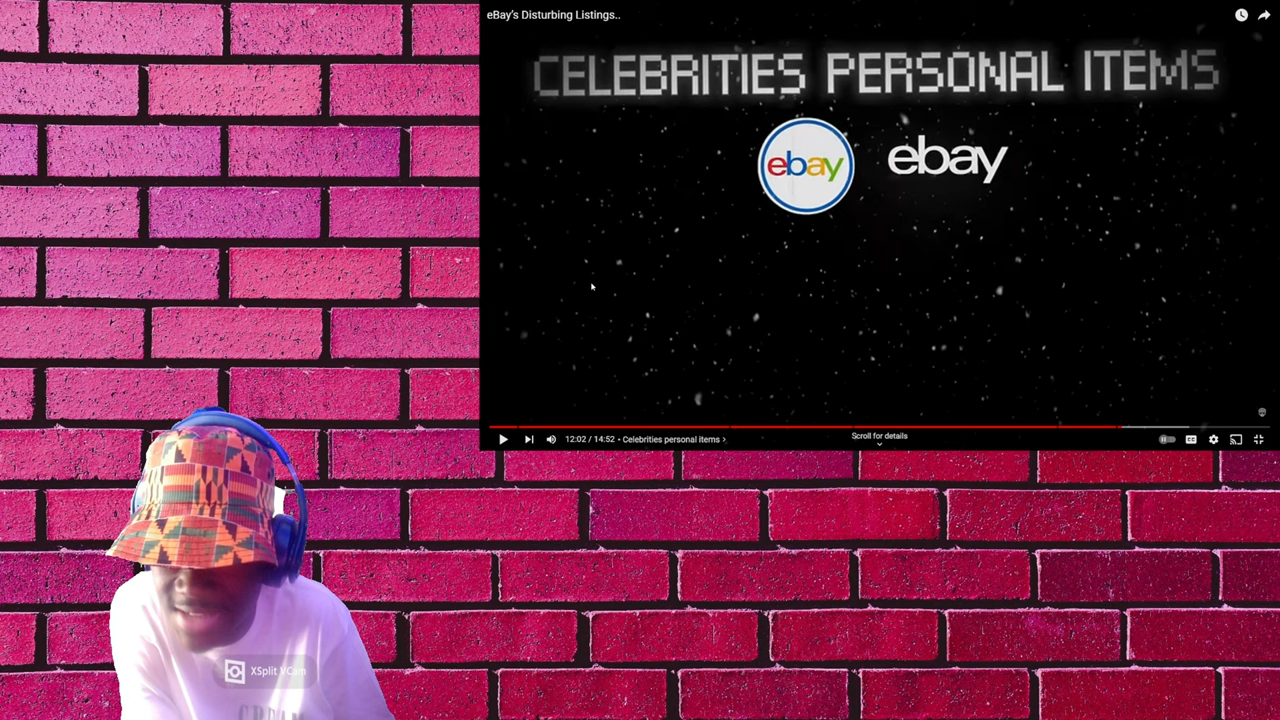 eBay's Disturbing Listings..
CELEBRITIES PERSONAL ITEMS
ebay
ebay
12:02 / 14:52 • Celebrities personal items ›
Scroll for details
XSplit VCam